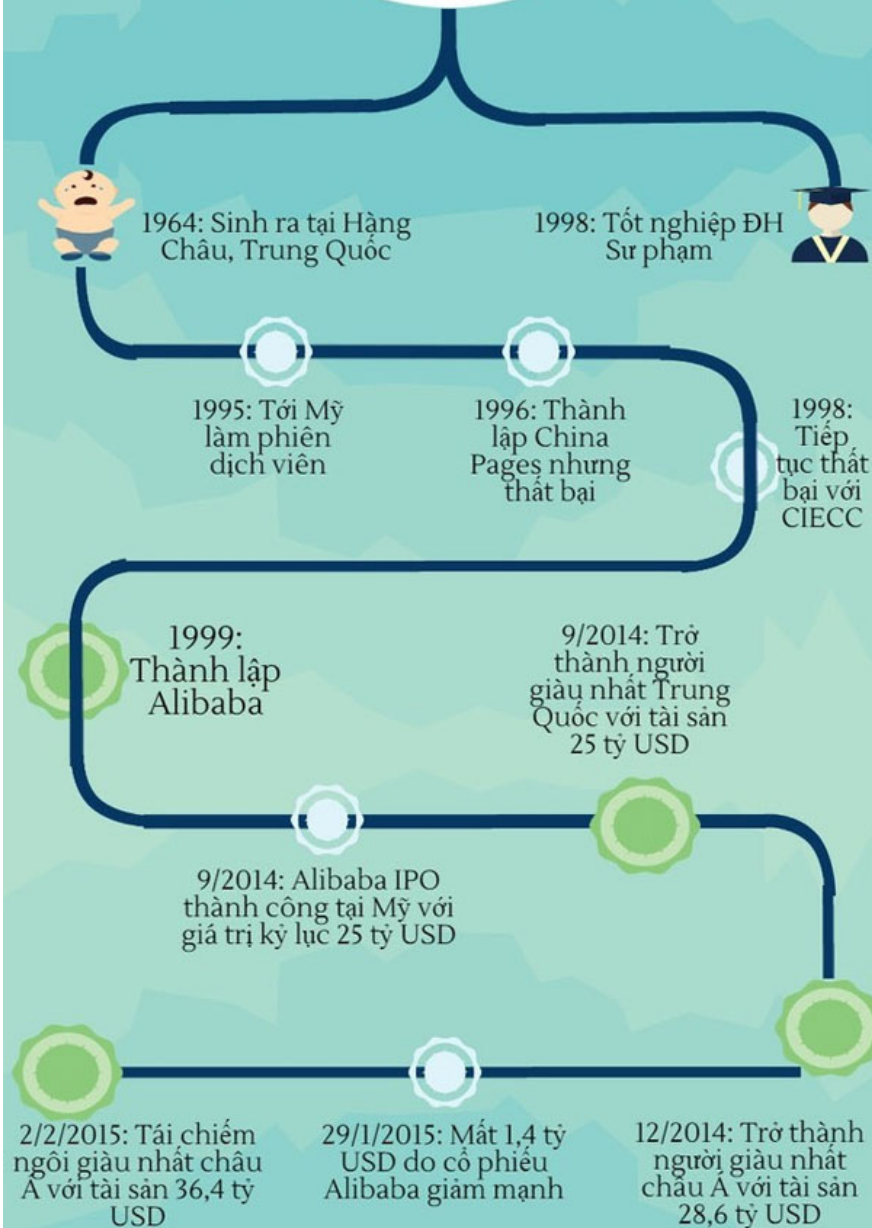 1964: Sinh ra tại Hàng
Châu, Trung Quốc
1998: Tốt nghiệp ĐH
Sư phạm
1995: Tới Mỹ
làm phiên
dịch viên
1996: Thành
lập China
Pages nhưng
thất bại
1998:
Tiếp
tục thất
bại với
CIECC
1999:
Thành lập
Alibaba
9/2014: Trở
thành người
giàu nhất Trung
Quốc với tài sản
25 tỷ USD
9/2014: Alibaba IPO
thành công tại Mỹ với
giá trị kỷ lục 25 tỷ USD
2/2/2015: Tái chiếm
ngôi giàu nhất châu
Á với tài sản 36,4 tỷ
USD
29/1/2015: Mất 1,4 tỷ
USD do cổ phiếu
Alibaba giảm mạnh
12/2014: Trở thành
người giàu nhất
châu Á với tài sản
28,6 tỷ USD